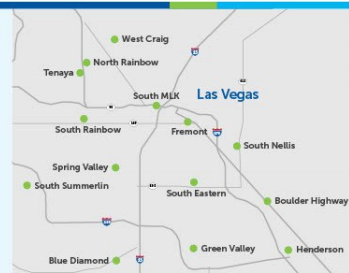 West Craig
North Rainbow
Tenaya
South MLK
Las Vegas
South Rainbow
Fremont
South Nellis
Spring Valley
South Summerlin
South Eastern
Boulder Highway
Green Valley
Henderson
Blue Diamond